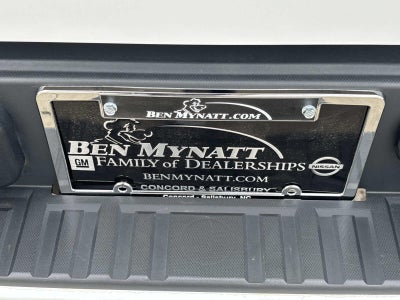 BEN MYNATT.COM
BEN MYNATT
GM FAMILY of DEALERSHIPS NISSAN
BENMYNATT.COM
CONCORD & SALISBURY
Concord - Salisbury, NC